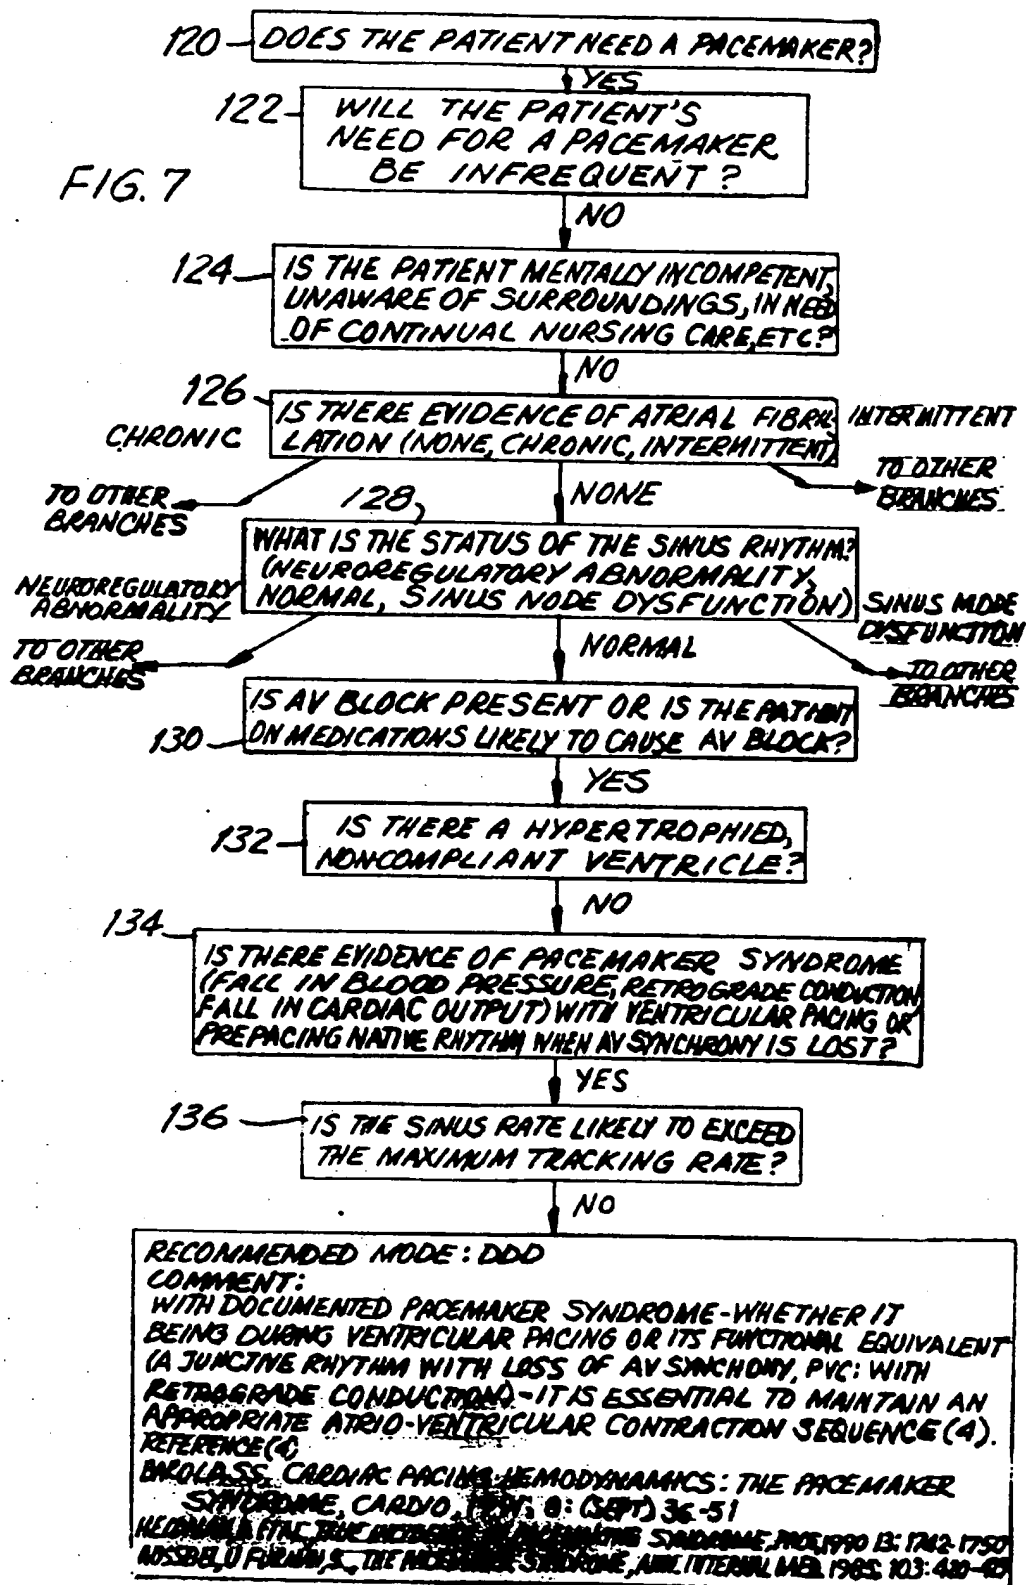 120 DOES THE PATIENT NEED A PACEMAKER?
YES
122 WILL THE PATIENT'S
NEED FOR A PACEMAKER
BE INFREQUENT?
FIG. 7
NO
124 IS THE PATIENT MENTALLY INCOMPETENT,
UNAWARE OF SURROUNDINGS, IN NEED
OF CONTINUAL NURSING CARE, ETC?
NO
126 IS THERE EVIDENCE OF ATRIAL FIBRIL-
LATION (NONE, CHRONIC, INTERMITTENT)
CHRONIC
INTERMITTENT
TO OTHER
BRANCHES
NONE
TO OTHER
BRANCHES
128
WHAT IS THE STATUS OF THE SINUS RHYTHM?
(NEUROREGULATORY ABNORMALITY,
NORMAL, SINUS NODE DYSFUNCTION)
NEUROREGULATORY
ABNORMALITY
SINUS MODE
DYSFUNCTION
TO OTHER
BRANCHES
NORMAL
TO OTHER
BRANCHES
130 IS AV BLOCK PRESENT OR IS THE PATIENT
ON MEDICATIONS LIKELY TO CAUSE AV BLOCK?
YES
132 IS THERE A HYPERTROPHIED,
NONCOMPLIANT VENTRICLE?
NO
134
IS THERE EVIDENCE OF PACEMAKER SYNDROME
(FALL IN BLOOD PRESSURE, RETROGRADE CONDUCTION
FALL IN CARDIAC OUTPUT) WITH VENTRICULAR PACING OR
PREPACING NATIVE RHYTHM WHEN AV SYNCHRONY IS LOST?
YES
136 IS THE SINUS RATE LIKELY TO EXCEED
THE MAXIMUM TRACKING RATE?
NO
RECOMMENDED MODE: DDD
COMMENT:
WITH DOCUMENTED PACEMAKER SYNDROME-WHETHER IT
BEING DURING VENTRICULAR PACING OR ITS FUNCTIONAL EQUIVALENT
(A JUNCTIVE RHYTHM WITH LOSS OF AV SYNCHONY, PVC: WITH
RETROGRADE CONDUCTION)-IT IS ESSENTIAL TO MAINTAIN AN
APPROPRIATE ATRIO-VENTRICULAR CONTRACTION SEQUENCE (4).
REFERENCE (4)
CARDIAC PACING HEMODYNAMICS: THE PACEMAKER
SYNDROME, CARDIO, (SEPT) 36-51
SYNDROME, PACE, 1990 13: 1742-1750
THE PACEMAKER SYNDROME, ANN. INTERNAL MED. 1985, 103: